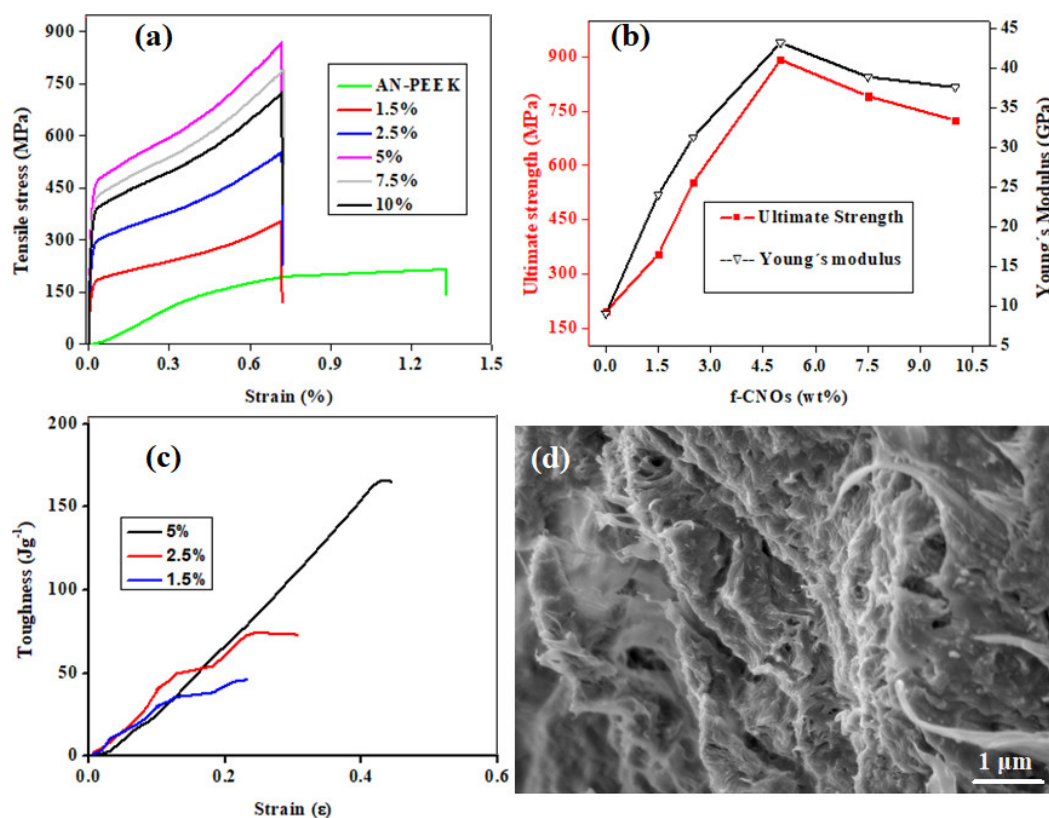 (a)
900
750
600
450
300
150
0
Tensile stress (MPa)
AN-PEEK
1.5%
2.5%
5%
7.5%
10%
0.0 0.3 0.6 0.9 1.2 1.5
Strain (%)
(b)
900
750
600
450
300
150
Ultimate strength (MPa)
Ultimate Strength
Young´s modulus
45
40
35
30
25
20
15
10
5
Young´s Modulus (GPa)
0.0 1.5 3.0 4.5 6.0 7.5 9.0 10.5
f-CNOs (wt%)
(c)
200
150
100
50
0
Toughness (Jg-1)
5%
2.5%
1.5%
0.0 0.2 0.4 0.6
Strain (ε)
(d)
1 µm